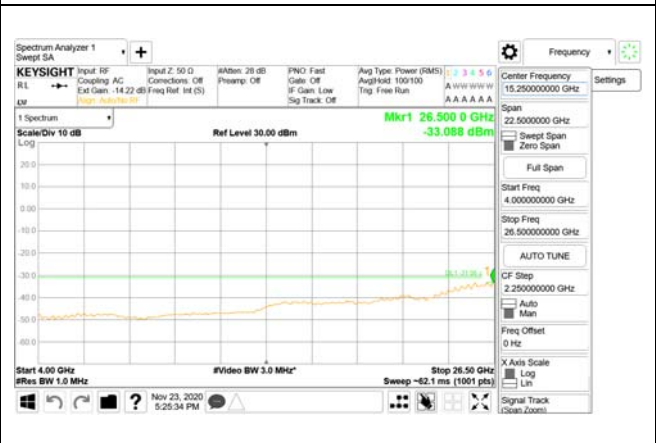 Spectrum Analyzer 1
Swept SA
+
Frequency
KEYSIGHT
RL
Input: RF
Coupling: AC
Ext Gain: -14.22 dB
Align: Auto/No RF
Input Z: 50 Ω
Corrections: Off
Freq Ref: Int (S)
#Atten: 28 dB
Preamp: Off
PNO: Fast
Gate: Off
IF Gain: Low
Sig Track: Off
Avg Type: Power (RMS)
Avg|Hold: 100/100
Trig: Free Run
1 2 3 4 5 6
A W W W W W
A A A A A A
1 Spectrum
Scale/Div 10 dB
Ref Level 30.00 dBm
Mkr1 26.500 0 GHz
-33.088 dBm
Log
20.0
10.0
0.00
-10.0
-20.0
-30.0
-40.0
-50.0
-60.0
1
Start 4.00 GHz
#Res BW 1.0 MHz
#Video BW 3.0 MHz*
Stop 26.50 GHz
Sweep ~62.1 ms (1001 pts)
Nov 23, 2020
5:25:34 PM
Center Frequency
15.250000000 GHz
Settings
Span
22.5000000 GHz
Swept Span
Zero Span
Full Span
Start Freq
4.000000000 GHz
Stop Freq
26.500000000 GHz
AUTO TUNE
CF Step
2.250000000 GHz
Auto
Man
Freq Offset
0 Hz
X Axis Scale
Log
Lin
Signal Track
(Span Zoom)